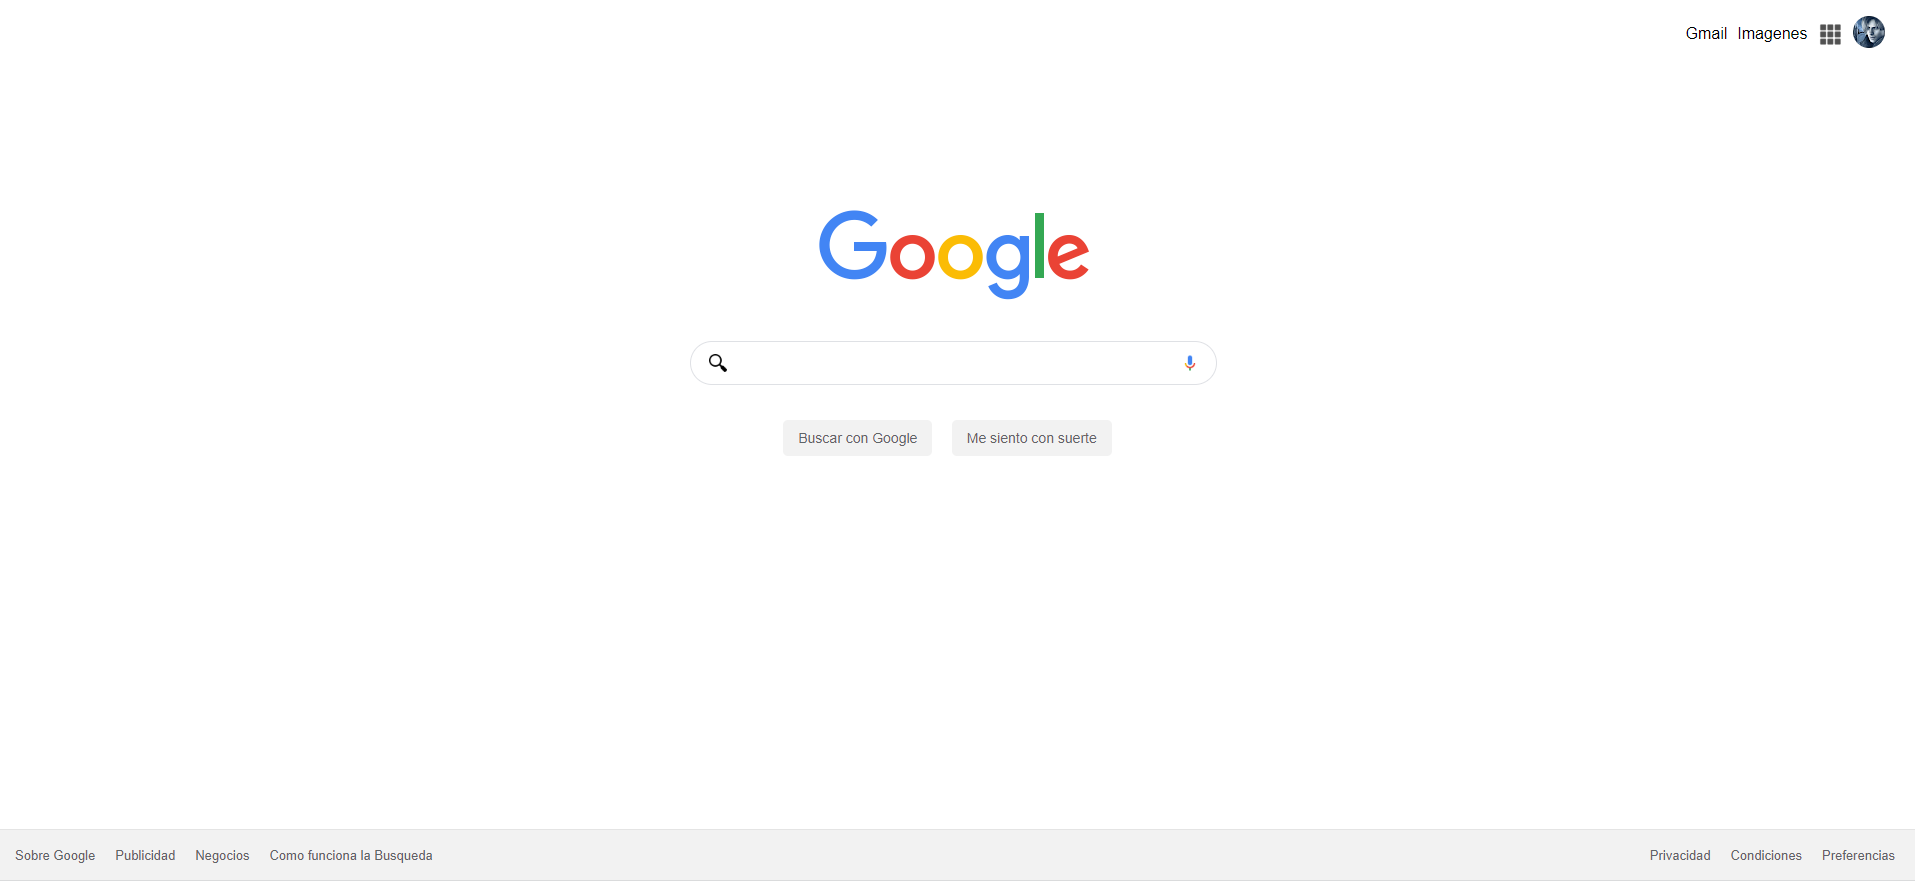 Gmail Imagenes
Google
Buscar con Google Me siento con suerte
Sobre Google Publicidad Negocios Como funciona la Busqueda Privacidad Condiciones Preferencias